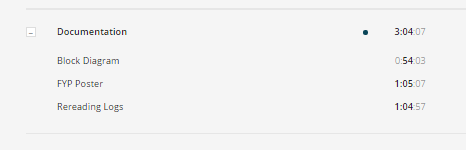 Documentation 3:04:07
Block Diagram 0:54:03
FYP Poster 1:05:07
Rereading Logs 1:04:57